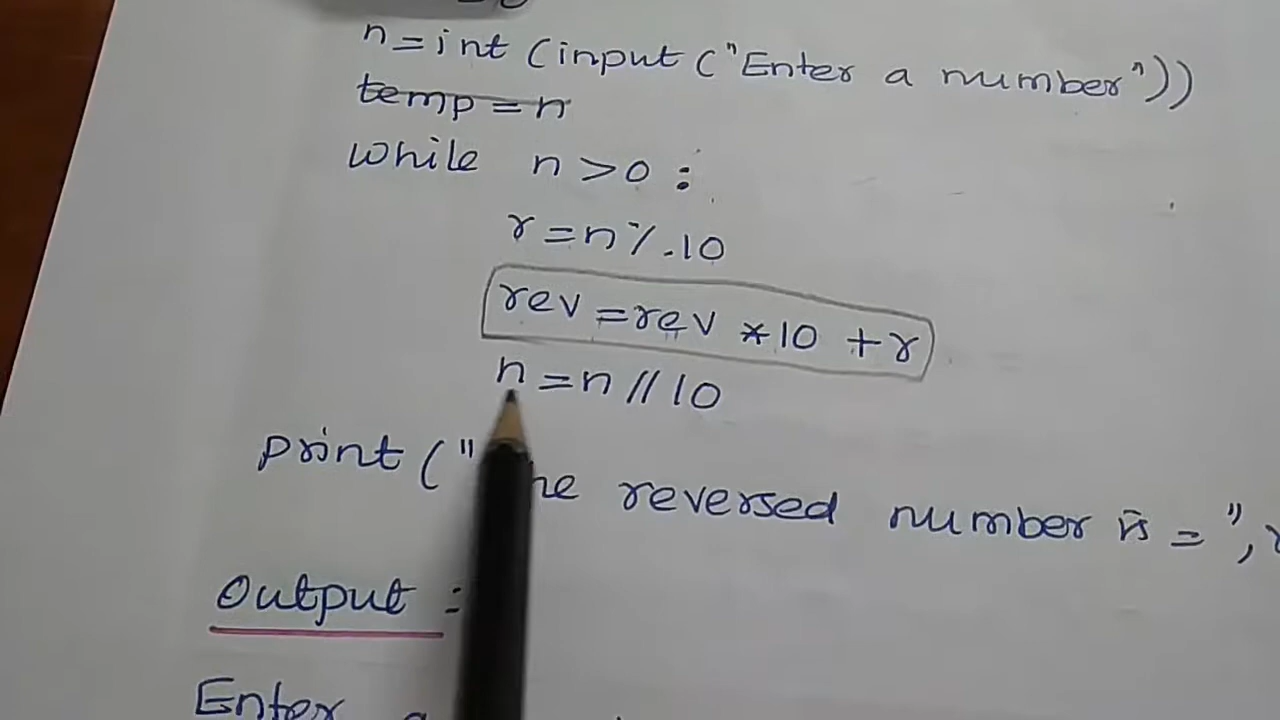 n=int (input ("Enter a number"))
temp=n
while n>0 :
r=n%10
rev=rev *10 +r
n=n//10
print (" reversed number is =",
Output :
Enter a